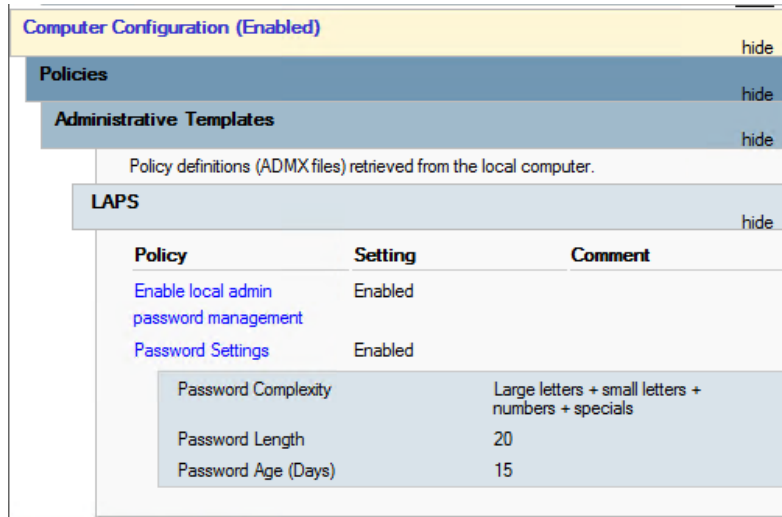 Computer Configuration (Enabled)
hide
Policies
hide
Administrative Templates
hide
Policy definitions (ADMX files) retrieved from the local computer.
LAPS
hide
Policy Setting Comment
Enable local admin Enabled
password management
Password Settings Enabled
Password Complexity Large letters + small letters +
numbers + specials
Password Length 20
Password Age (Days) 15